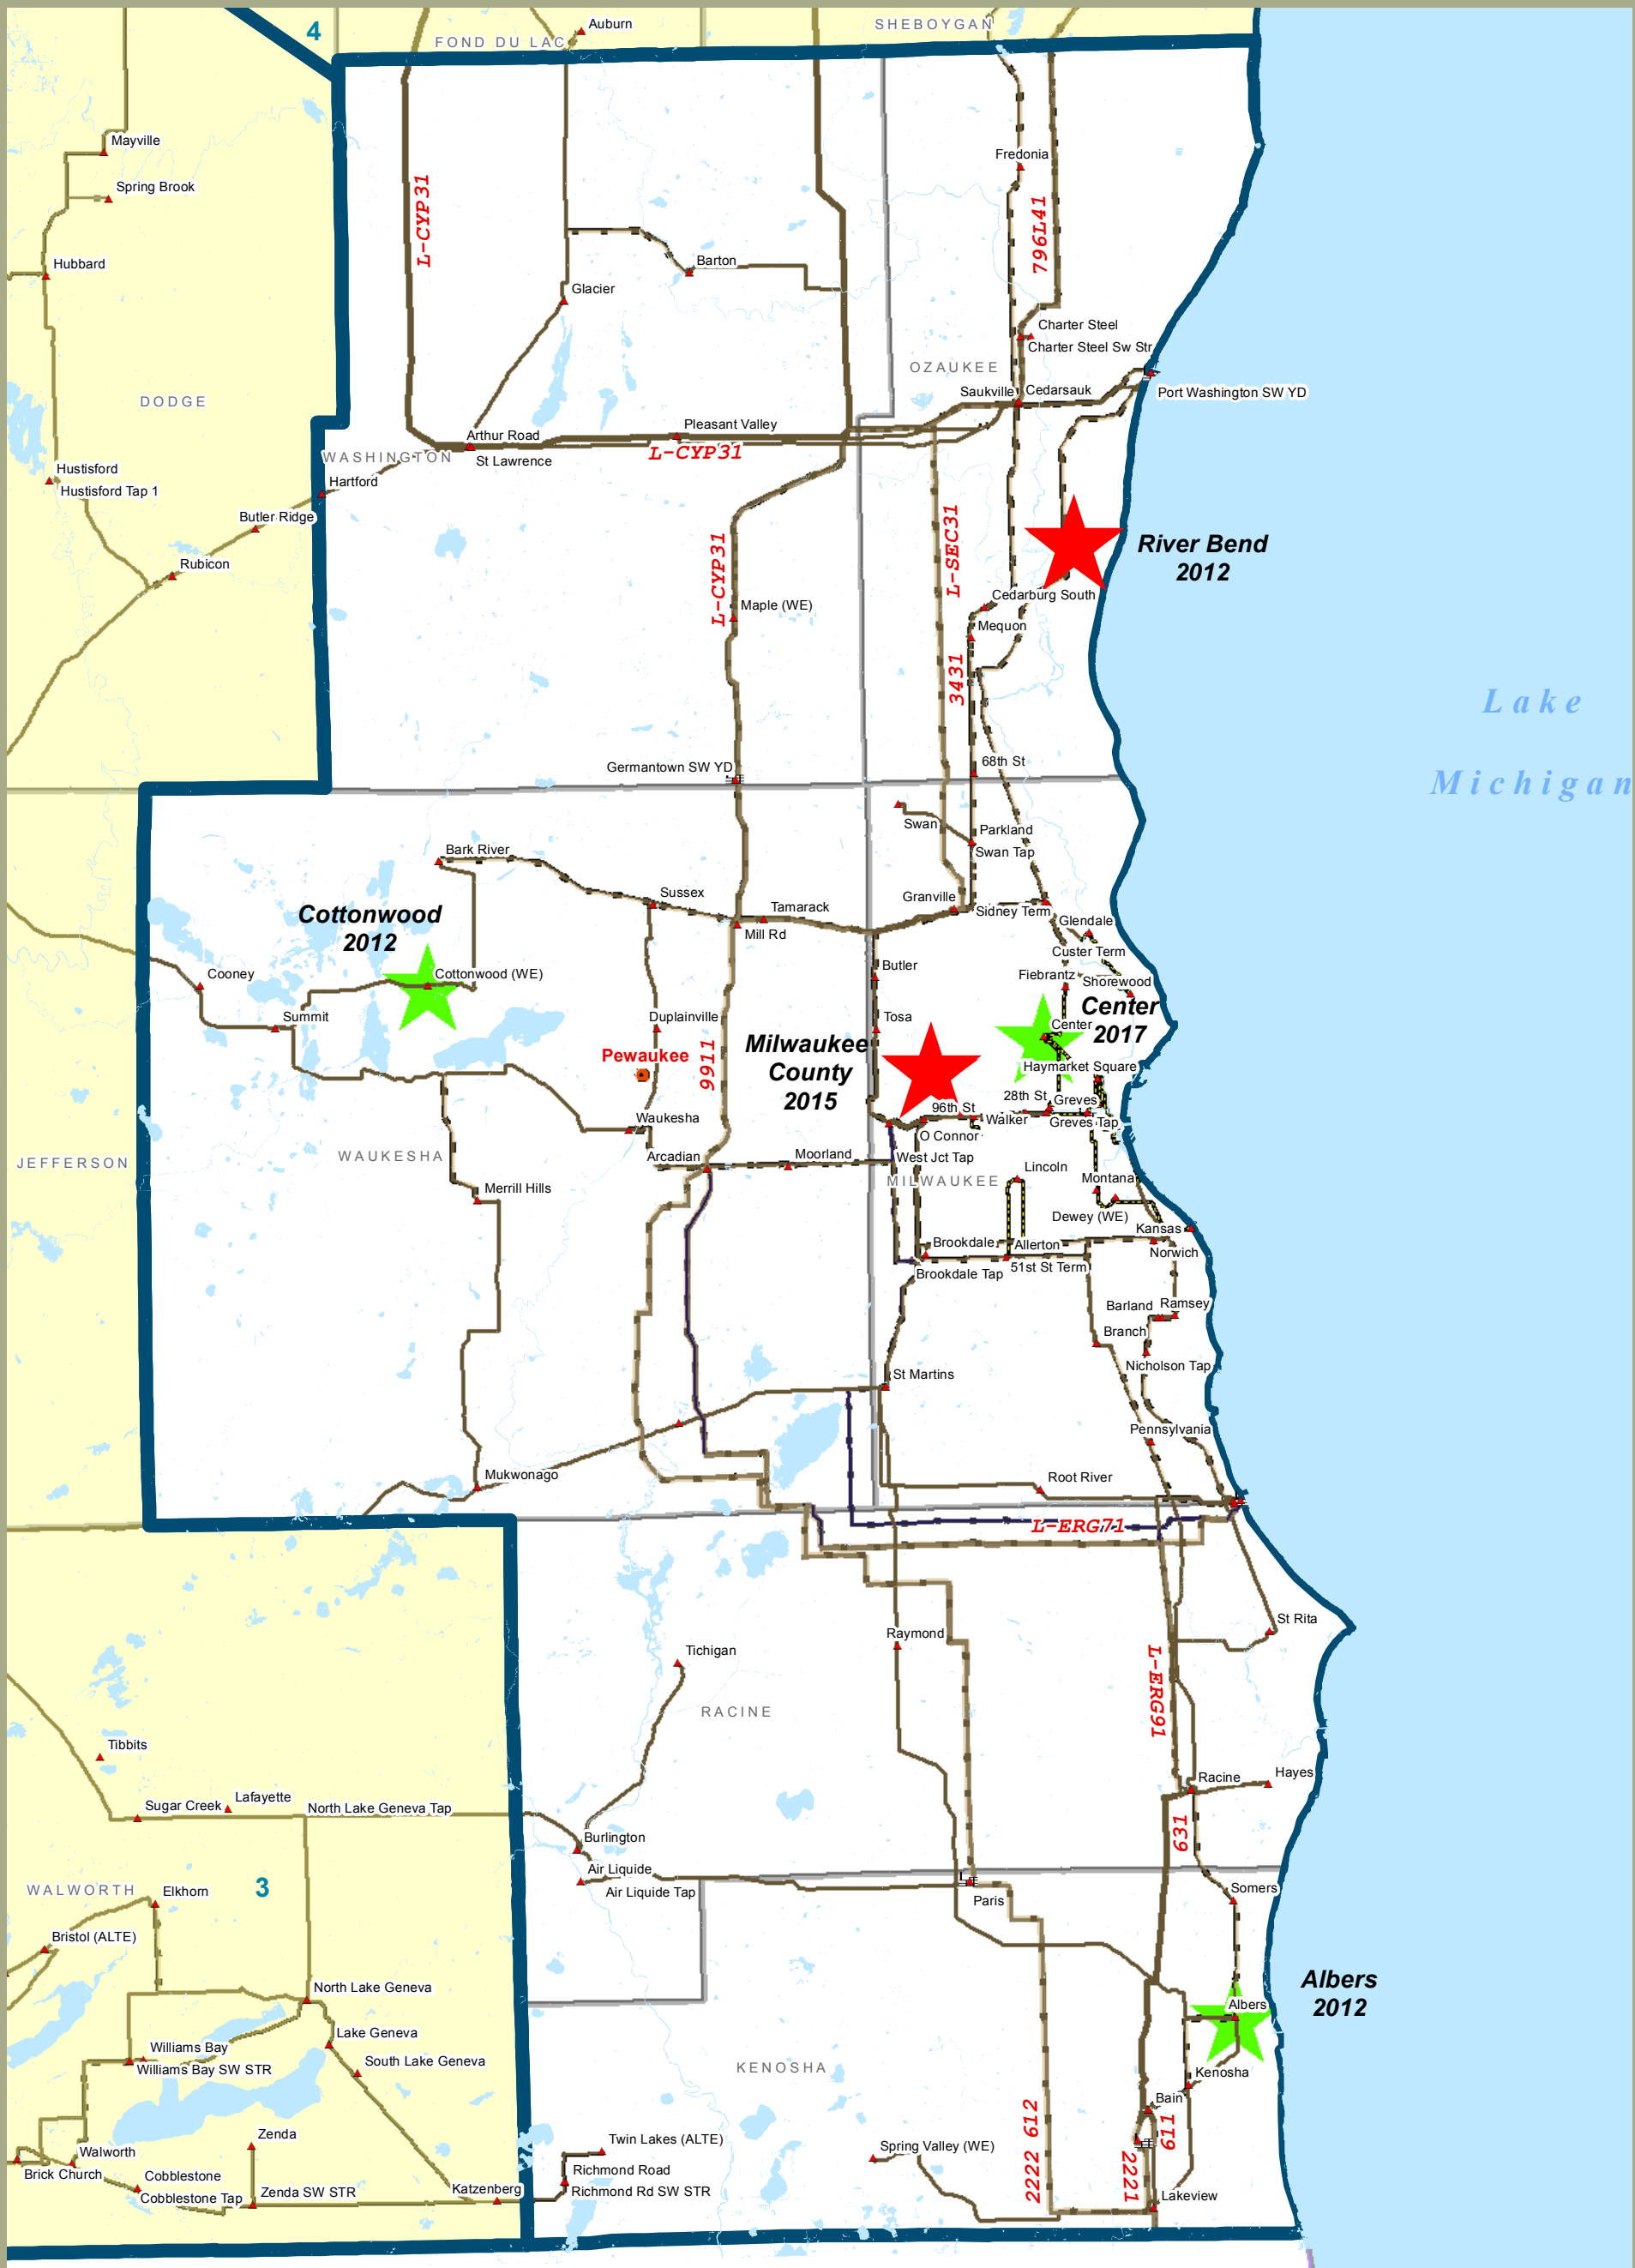 4
FOND DU LAC
Auburn
SHEBOYGAN
Mayville
Spring Brook
Fredonia
L-CYP31
796L41
Hubbard
Barton
Glacier
Charter Steel
Charter Steel Sw Str
OZAUKEE
DODGE
Saukville
Cedarsauk
Port Washington SW YD
Pleasant Valley
Arthur Road
L-CYP31
WASHINGTON
St Lawrence
Hustisford
Hustisford Tap 1
Hartford
Butler Ridge
Rubicon
L-CYP31
L-SEC31
River Bend
2012
Maple (WE)
Cedarburg South
Mequon
3431
Lake
Michigan
Germantown SW YD
68th St
Swan
Parkland
Swan Tap
Bark River
Sussex
Tamarack
Mill Rd
Granville
Sidney Term
Glendale
Custer Term
Cottonwood
2012
Cottonwood (WE)
Cooney
Summit
Butler
Fiebrantz
Shorewood
Duplainville
Tosa
Center
2017
Center
Pewaukee
9911
Milwaukee
County
2015
Haymarket Square
28th St
Greves
Greves Tap
96th St
Walker
O Connor
Waukesha
WAUKESHA
Arcadian
Moorland
West Jct Tap
JEFFERSON
MILWAUKEE
Lincoln
Montana
Merrill Hills
Dewey (WE)
Kansas
Norwich
Brookdale
Allerton
Brookdale Tap
51st St Term
Barland
Ramsey
Branch
Nicholson Tap
St Martins
Pennsylvania
Mukwonago
Root River
L-ERG71
St Rita
Raymond
Tichigan
L-ERG91
RACINE
Tibbits
Racine
Hayes
Sugar Creek
Lafayette
North Lake Geneva Tap
631
Burlington
Air Liquide
Air Liquide Tap
3
WALWORTH
Elkhorn
Paris
Somers
Bristol (ALTE)
North Lake Geneva
Albers
2012
Albers
Lake Geneva
Williams Bay
Williams Bay SW STR
South Lake Geneva
KENOSHA
Kenosha
Bain
2222 612
611
2221
Zenda
Walworth
Brick Church
Cobblestone
Cobblestone Tap
Zenda SW STR
Katzenberg
Twin Lakes (ALTE)
Richmond Road
Richmond Rd SW STR
Spring Valley (WE)
Lakeview